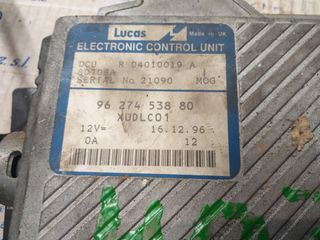 Lucas Made in UK
ELECTRONIC CONTROL UNIT
DCU R 04010019 A
SERIAL No 21090 MOG
96 274 538 80
XUDLC01
12V= 16.12.96
0A 12